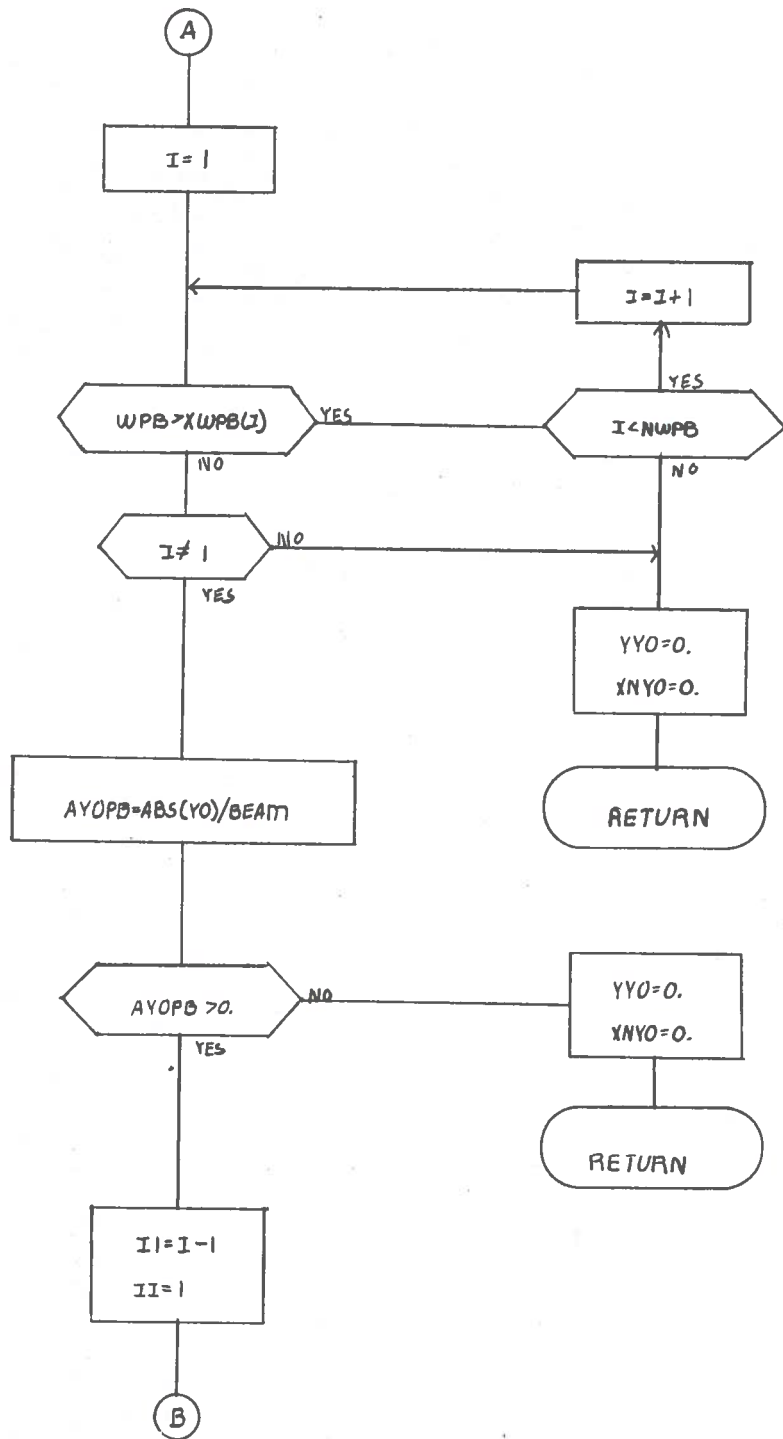 A
I = 1
I = I + 1
YES
WPB > XWPB(I)
YES
I < NWPB
NO
NO
I ≠ 1
NO
YES
YYO = 0.
XNYO = 0.
AYOPB = ABS(YO)/BEAM
RETURN
AYOPB > 0.
NO
YES
YYO = 0.
XNYO = 0.
RETURN
I1 = I - 1
II = 1
B